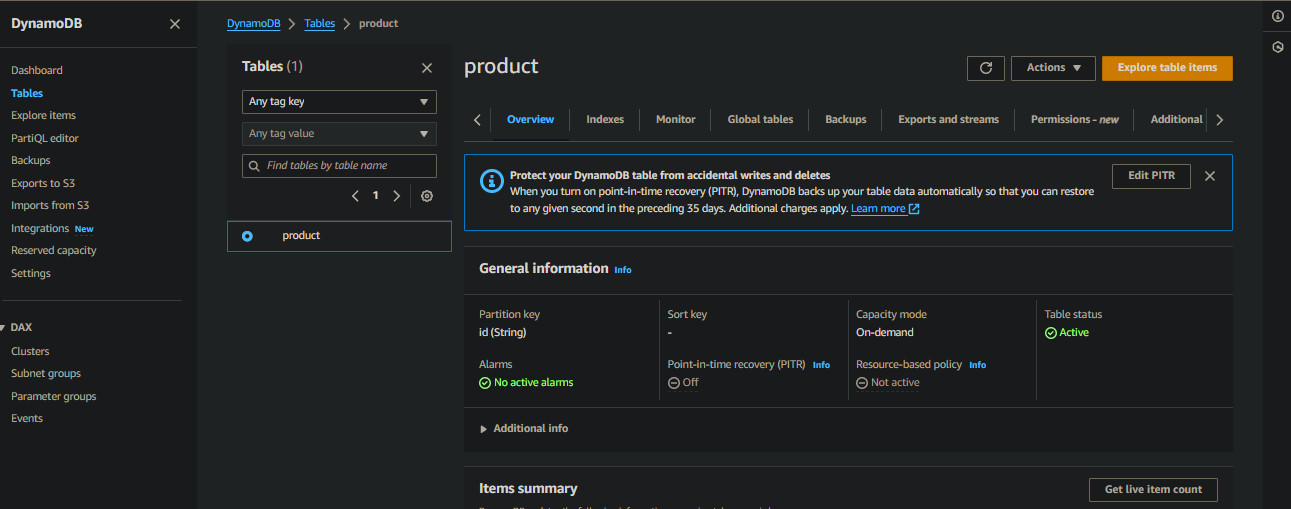 DynamoDB
Dashboard
Tables
Explore items
PartiQL editor
Backups
Exports to S3
Imports from S3
Integrations New
Reserved capacity
Settings
DAX
Clusters
Subnet groups
Parameter groups
Events
DynamoDB > Tables > product
Tables (1)
Any tag key
Any tag value
Find tables by table name
1
product
product
Actions
Explore table items
Overview Indexes Monitor Global tables Backups Exports and streams Permissions - new Additional
Protect your DynamoDB table from accidental writes and deletes
When you turn on point-in-time recovery (PITR), DynamoDB backs up your table data automatically so that you can restore
to any given second in the preceding 35 days. Additional charges apply. Learn more
Edit PITR
General information Info
Partition key
id (String)
Sort key
-
Capacity mode
On-demand
Table status
Active
Alarms
No active alarms
Point-in-time recovery (PITR) Info
Off
Resource-based policy Info
Not active
Additional info
Items summary
Get live item count